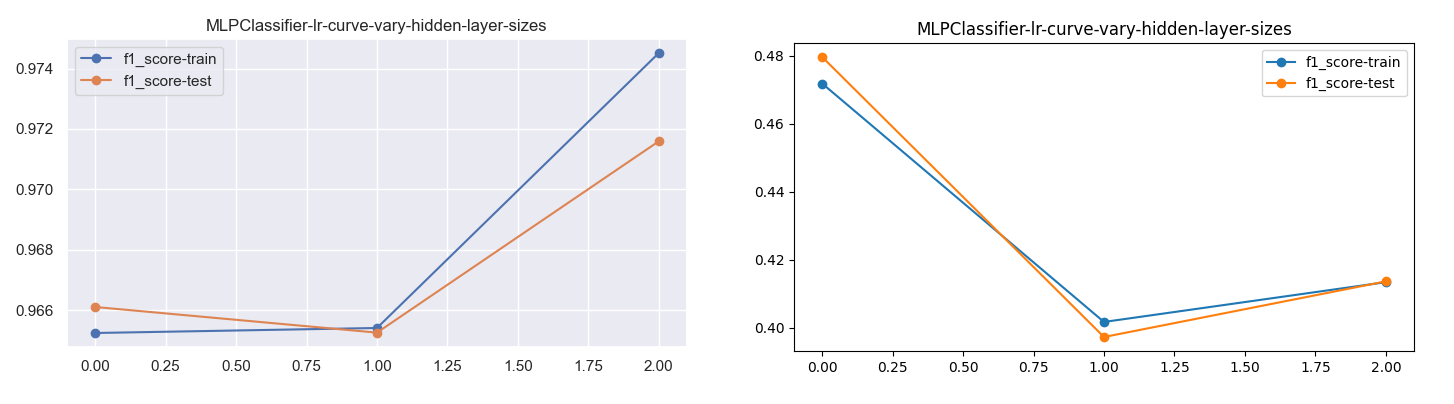 MLPClassifier-lr-curve-vary-hidden-layer-sizes
f1_score-train
f1_score-test
0.974
0.972
0.970
0.968
0.966
0.00 0.25 0.50 0.75 1.00 1.25 1.50 1.75 2.00
MLPClassifier-lr-curve-vary-hidden-layer-sizes
f1_score-train
f1_score-test
0.48
0.46
0.44
0.42
0.40
0.00 0.25 0.50 0.75 1.00 1.25 1.50 1.75 2.00